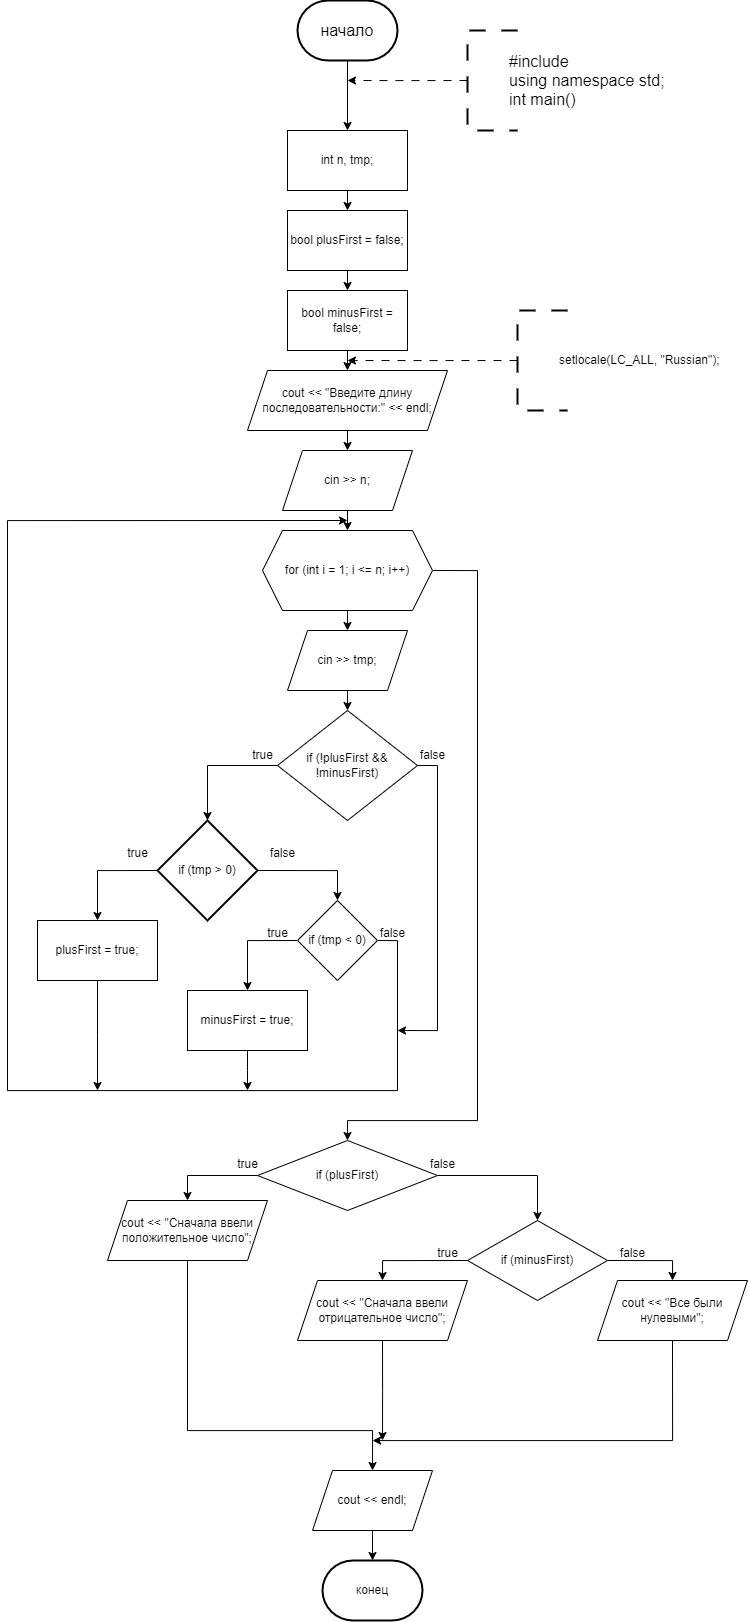 начало
#include
using namespace std;
int main()
int n, tmp;
bool plusFirst = false;
bool minusFirst =
false;
setlocale(LC_ALL, "Russian");
cout << "Введите длину
последовательности:" << endl;
cin >> n;
for (int i = 1; i <= n; i++)
cin >> tmp;
true
if (!plusFirst &&
!minusFirst)
false
true
if (tmp > 0)
false
true
if (tmp < 0)
false
plusFirst = true;
minusFirst = true;
true
if (plusFirst)
false
cout << "Сначала ввели
положительное число";
true
if (minusFirst)
false
cout << "Сначала ввели
отрицательное число";
cout << "Все были
нулевыми";
cout << endl;
конец